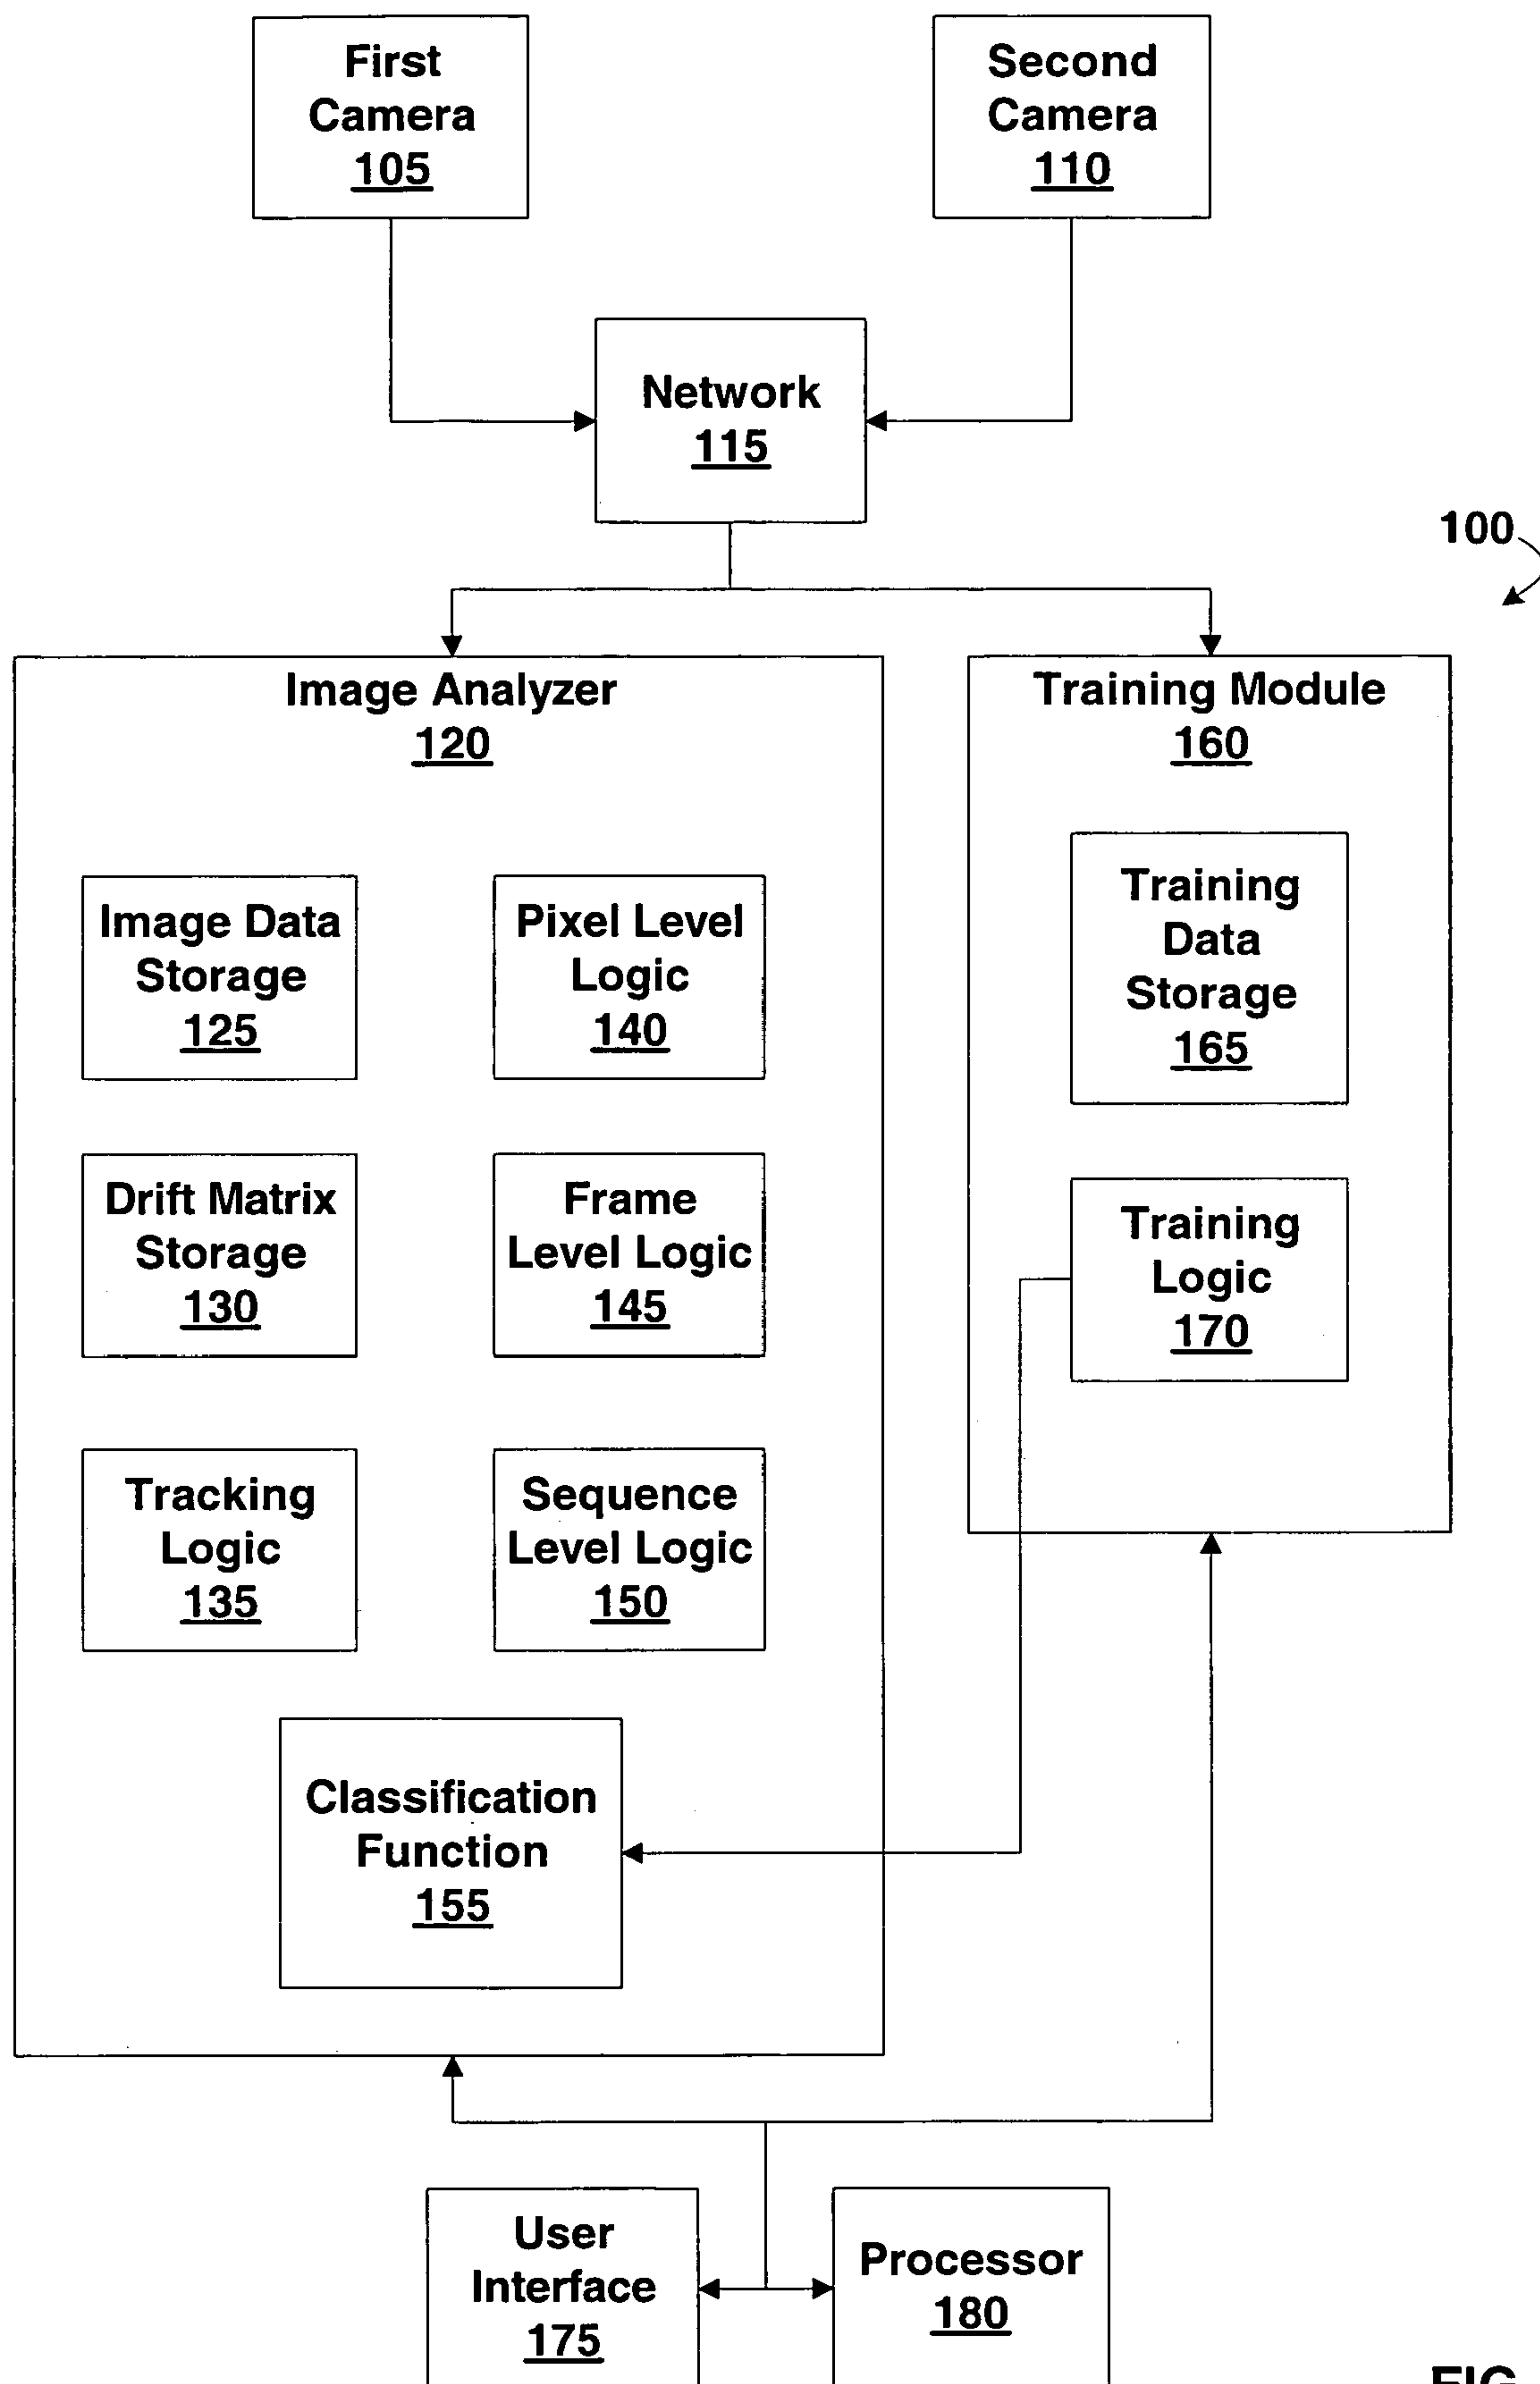 First
Camera
105
Second
Camera
110
Network
115
100
Image Analyzer
120
Training Module
160
Image Data
Storage
125
Pixel Level
Logic
140
Training
Data
Storage
165
Drift Matrix
Storage
130
Frame
Level Logic
145
Training
Logic
170
Tracking
Logic
135
Sequence
Level Logic
150
Classification
Function
155
User
Interface
175
Processor
180
FIG